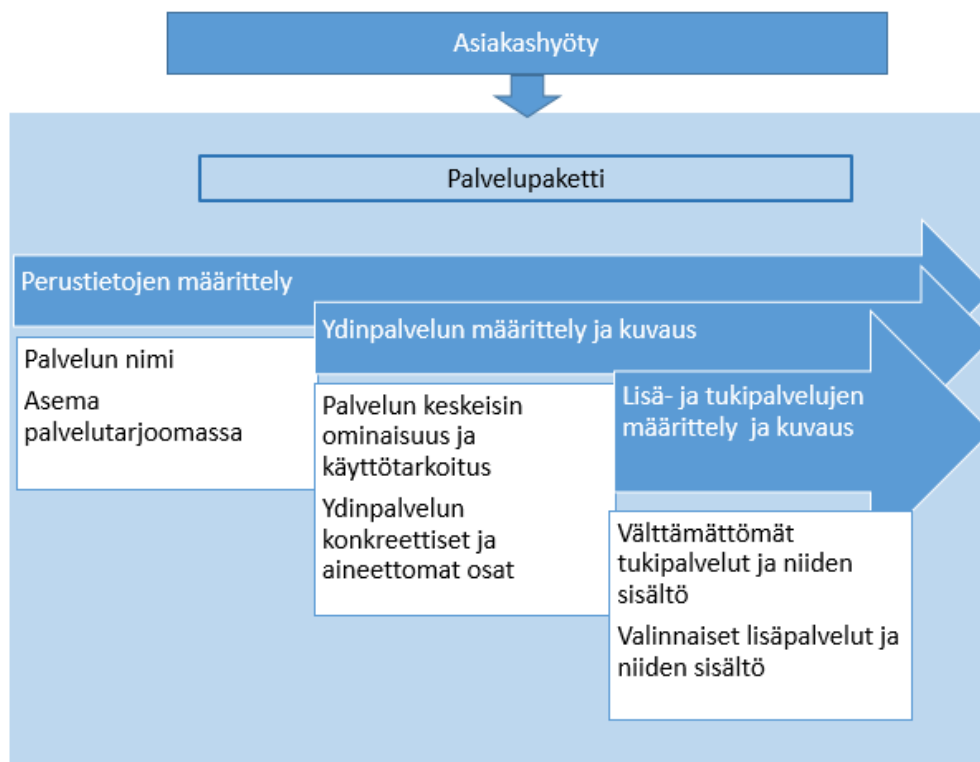 Asiakashyöty
Palvelupaketti
Perustietojen määrittely
Palvelun nimi
Asema
palvelutarjoomassa
Ydinpalvelun määrittely ja kuvaus
Palvelun keskeisin
ominaisuus ja
käyttötarkoitus
Ydinpalvelun
konkreettiset ja
aineettomat osat
Lisä- ja tukipalvelujen
määrittely ja kuvaus
Välttämättömät
tukipalvelut ja niiden
sisältö
Valinnaiset lisäpalvelut ja
niiden sisältö